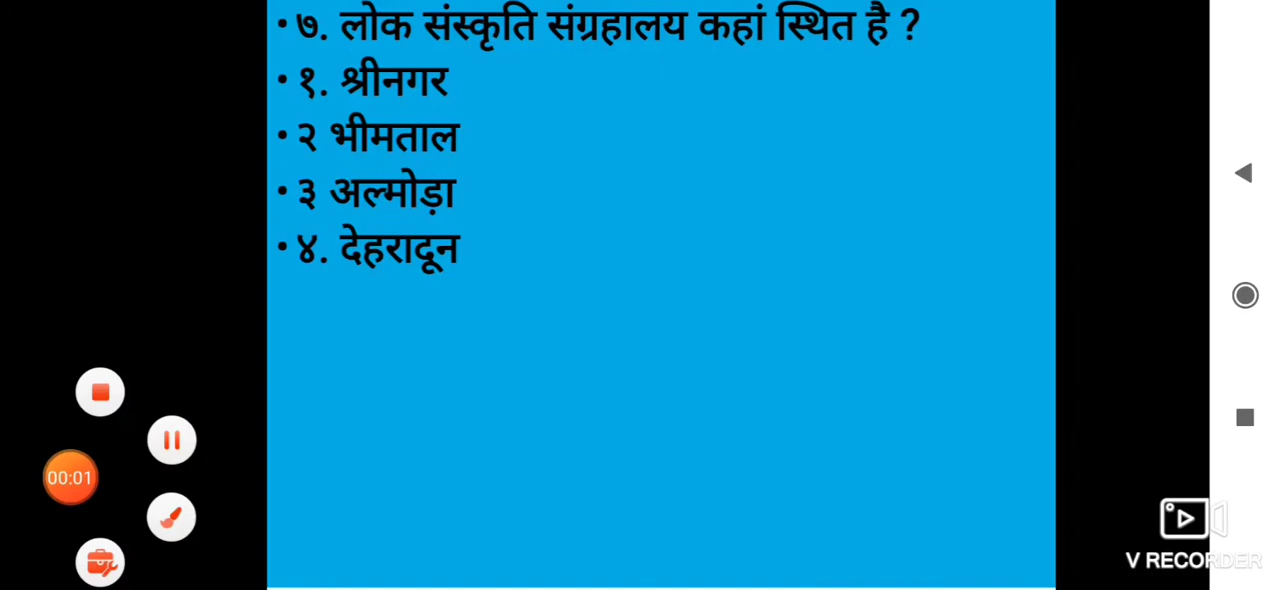 • ७. लोक संस्कृति संग्रहालय कहां स्थित है ?
• १. श्रीनगर
• २ भीमताल
• ३ अल्मोड़ा
• ४. देहरादून
00:01
V RECORDER